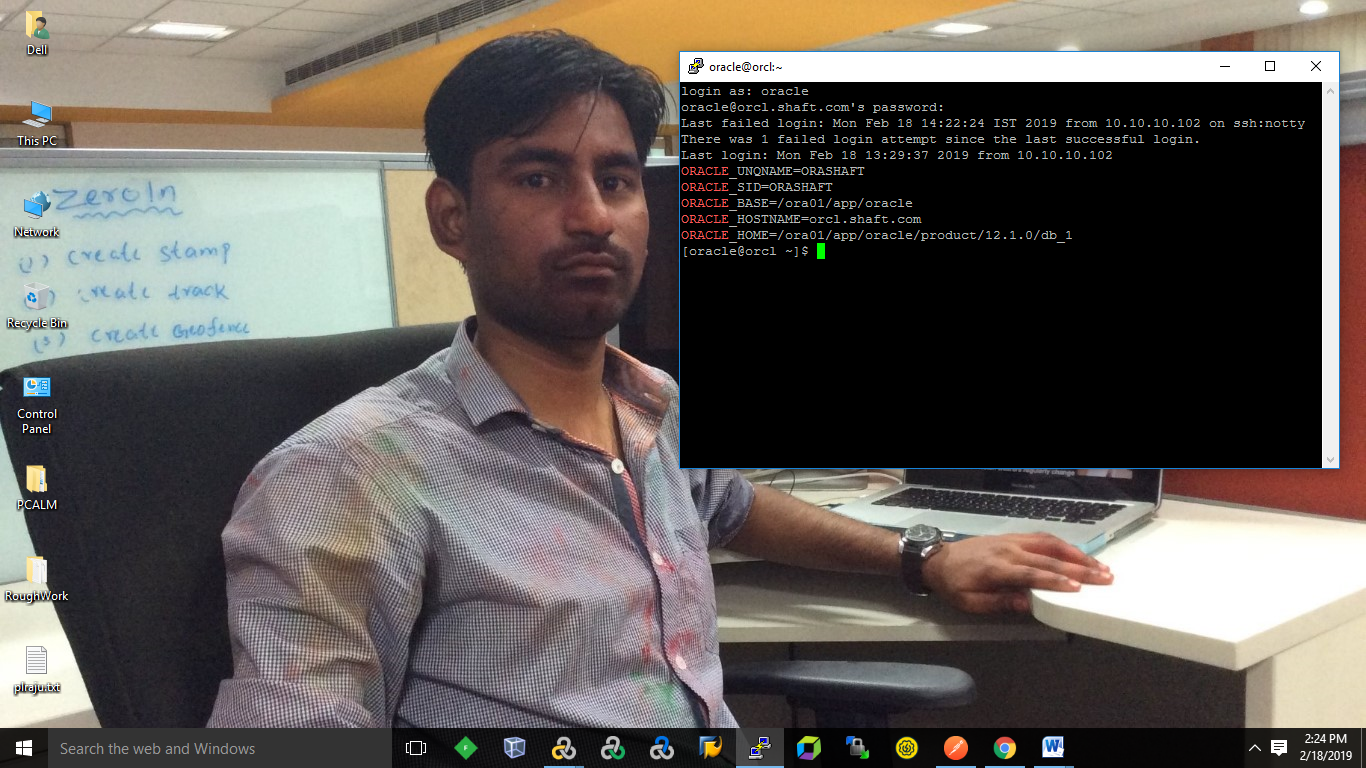 Dell
This PC
Network
Recycle Bin
Control
Panel
PCALM
RoughWork
piraju.txt
ZeroIn
(1) create stamp
create track
(3) create Geofence
oracle@orcl:~
login as: oracle
oracle@orcl.shaft.com's password:
Last failed login: Mon Feb 18 14:22:24 IST 2019 from 10.10.10.102 on ssh:notty
There was 1 failed login attempt since the last successful login.
Last login: Mon Feb 18 13:29:37 2019 from 10.10.10.102
ORACLE_UNQNAME=ORASHAFT
ORACLE_SID=ORASHAFT
ORACLE_BASE=/ora01/app/oracle
ORACLE_HOSTNAME=orcl.shaft.com
ORACLE_HOME=/ora01/app/oracle/product/12.1.0/db_1
[oracle@orcl ~]$
Search the web and Windows
2:24 PM
2/18/2019